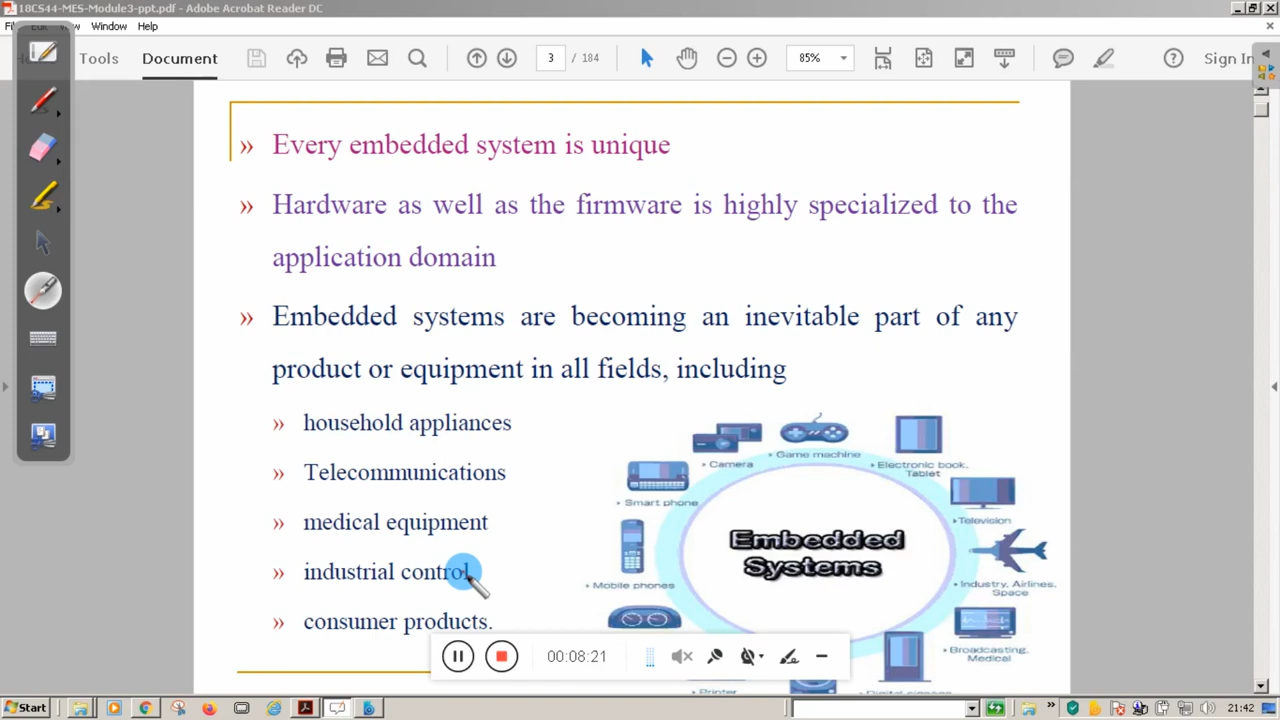 18CS44-MES-Module3-ppt.pdf - Adobe Acrobat Reader DC
Window Help
Tools Document 3 / 184 85%
» Every embedded system is unique
» Hardware as well as the firmware is highly specialized to the
application domain
» Embedded systems are becoming an inevitable part of any
product or equipment in all fields, including
» household appliances
» Telecommunications
» medical equipment
» industrial control
» consumer products.
Camera
Game machine
Electronic book,
Tablet
Smart phone
Television
Embedded
Systems
Mobile phones
Industry, Airlines,
Space
Broadcasting,
Medical
Printer
Digital signage
00:08:21
Start
21:42